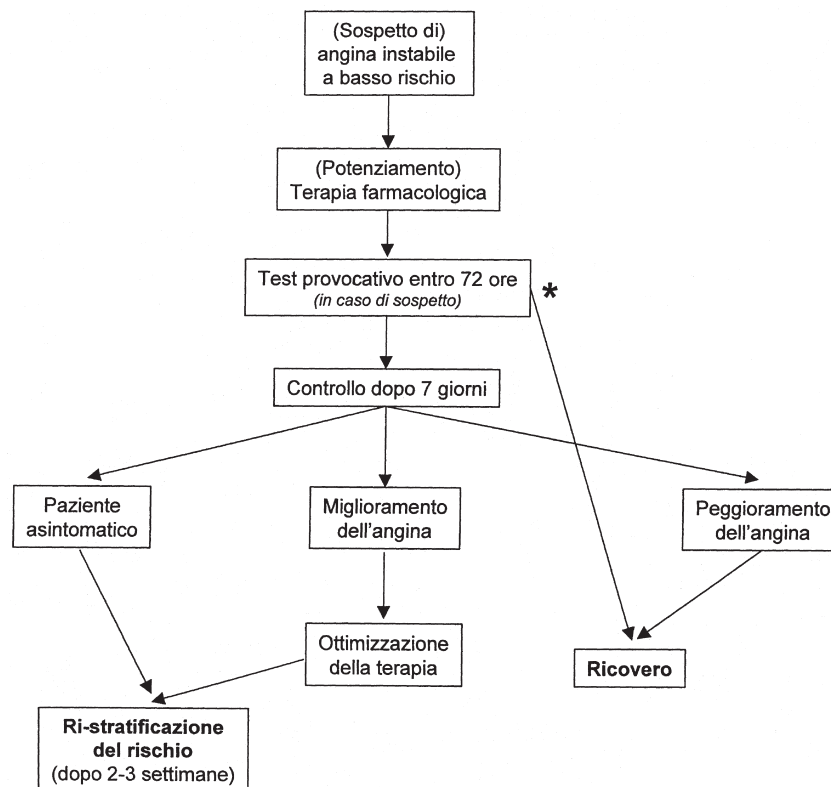 (Sospetto di)
angina instabile
a basso rischio
(Potenziamento)
Terapia farmacologica
Test provocativo entro 72 ore
(in caso di sospetto)
*
Controllo dopo 7 giorni
Paziente
asintomatico
Miglioramento
dell'angina
Peggioramento
dell'angina
Ottimizzazione
della terapia
Ricovero
Ri-stratificazione
del rischio
(dopo 2-3 settimane)